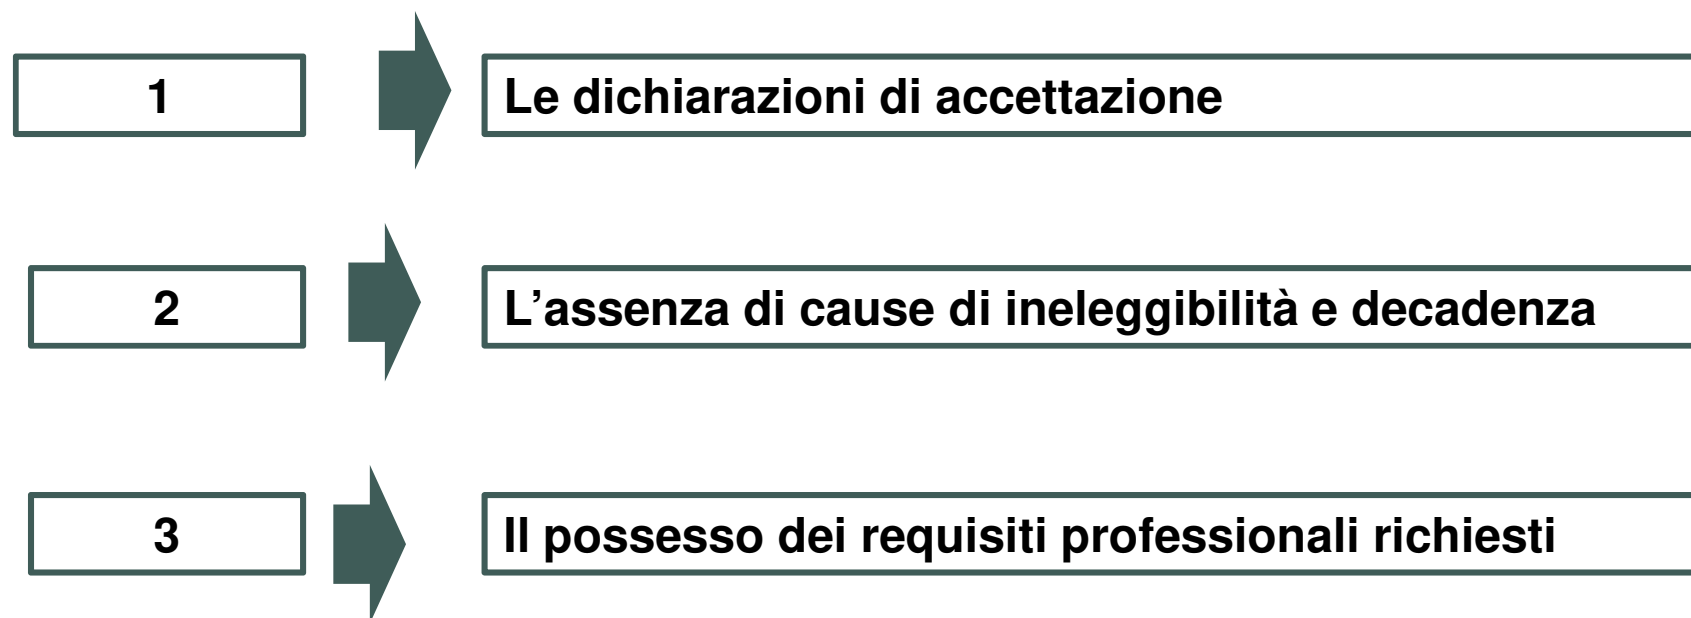 1
Le dichiarazioni di accettazione
2
L’assenza di cause di ineleggibilità e decadenza
3
Il possesso dei requisiti professionali richiesti